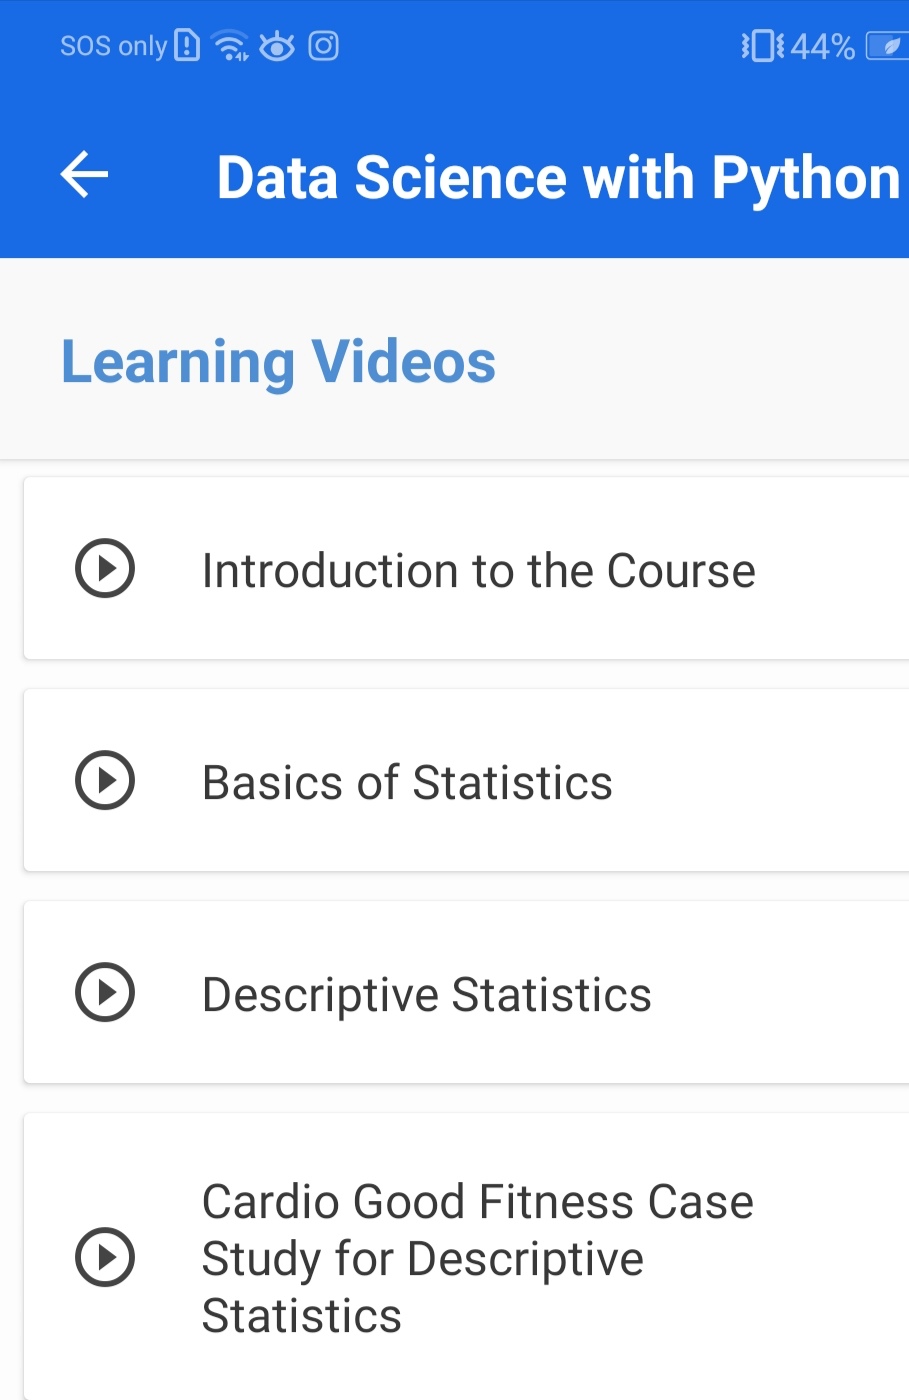 SOS only 44%
Data Science with Python
Learning Videos
Introduction to the Course
Basics of Statistics
Descriptive Statistics
Cardio Good Fitness Case
Study for Descriptive
Statistics